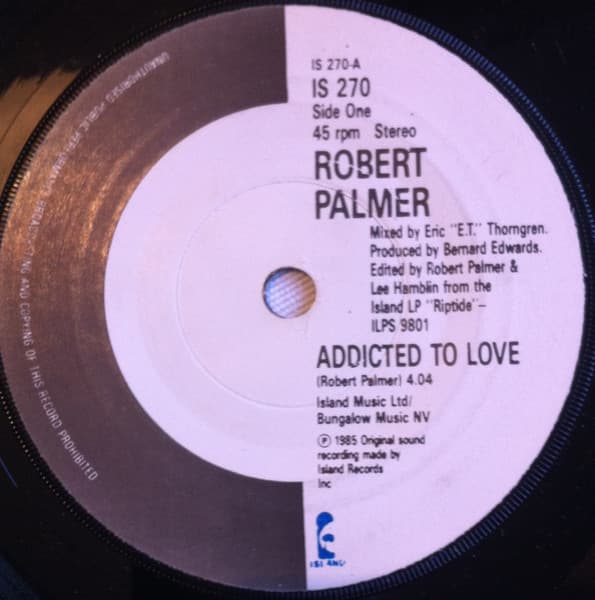 IS 270-A
IS 270
Side One
45 rpm Stereo
ROBERT
PALMER
Mixed by Eric "E.T." Thorngren.
Produced by Bernard Edwards.
Edited by Robert Palmer &
Lee Hamblin from the
Island LP "Riptide"–
ILPS 9801
ADDICTED TO LOVE
(Robert Palmer) 4.04
Island Music Ltd/
Bungalow Music NV
Ⓟ 1985 Original sound
recording made by
Island Records
Inc
ISLAND
UNAUTHORISED PUBLIC PERFORMANCE BROADCASTING AND COPYING OF THIS RECORD PROHIBITED